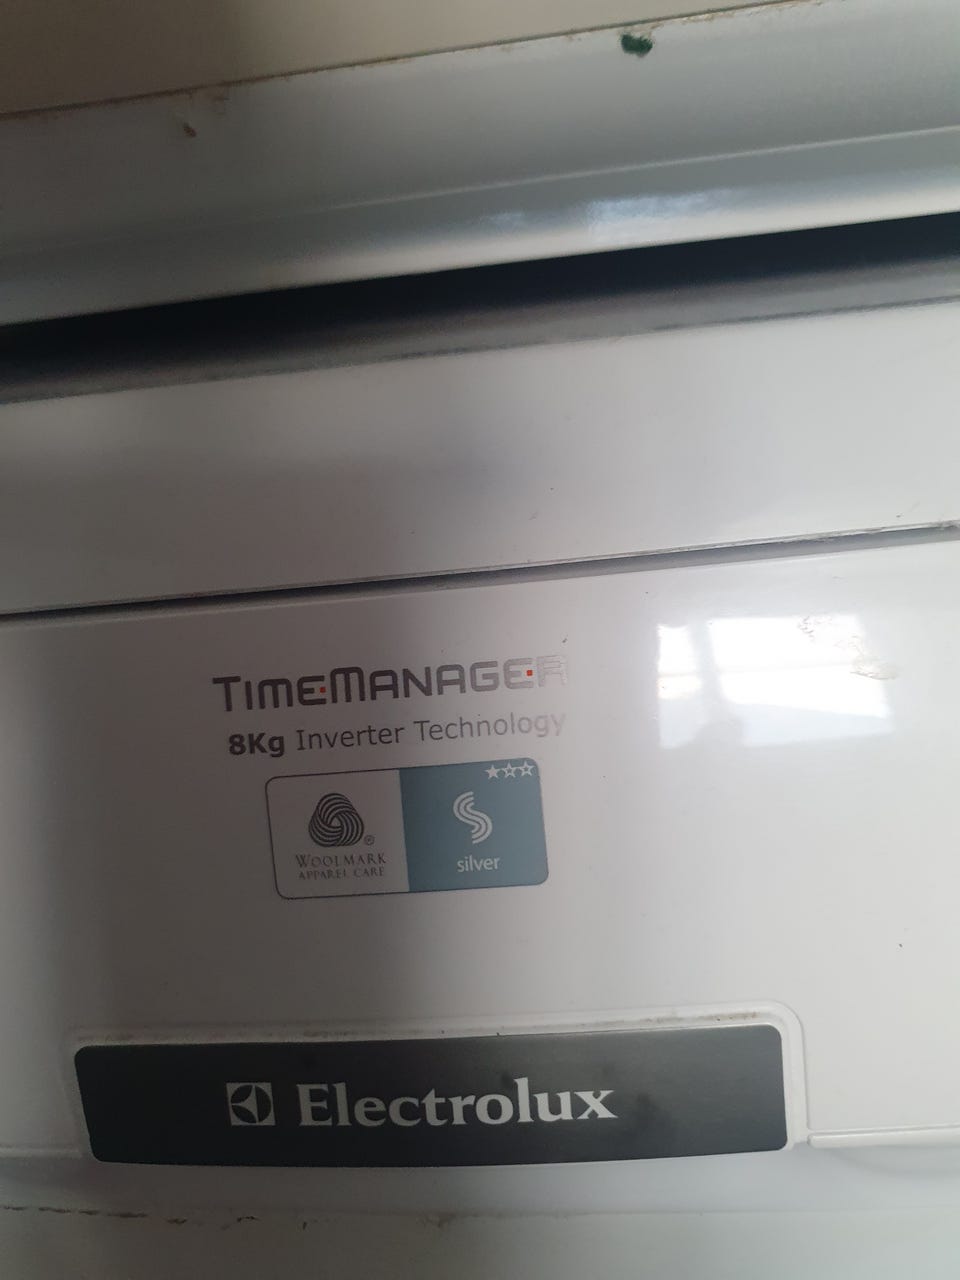 TIMEMANAGER
8Kg Inverter Technology
WOOLMARK
APPAREL CARE
silver
Electrolux